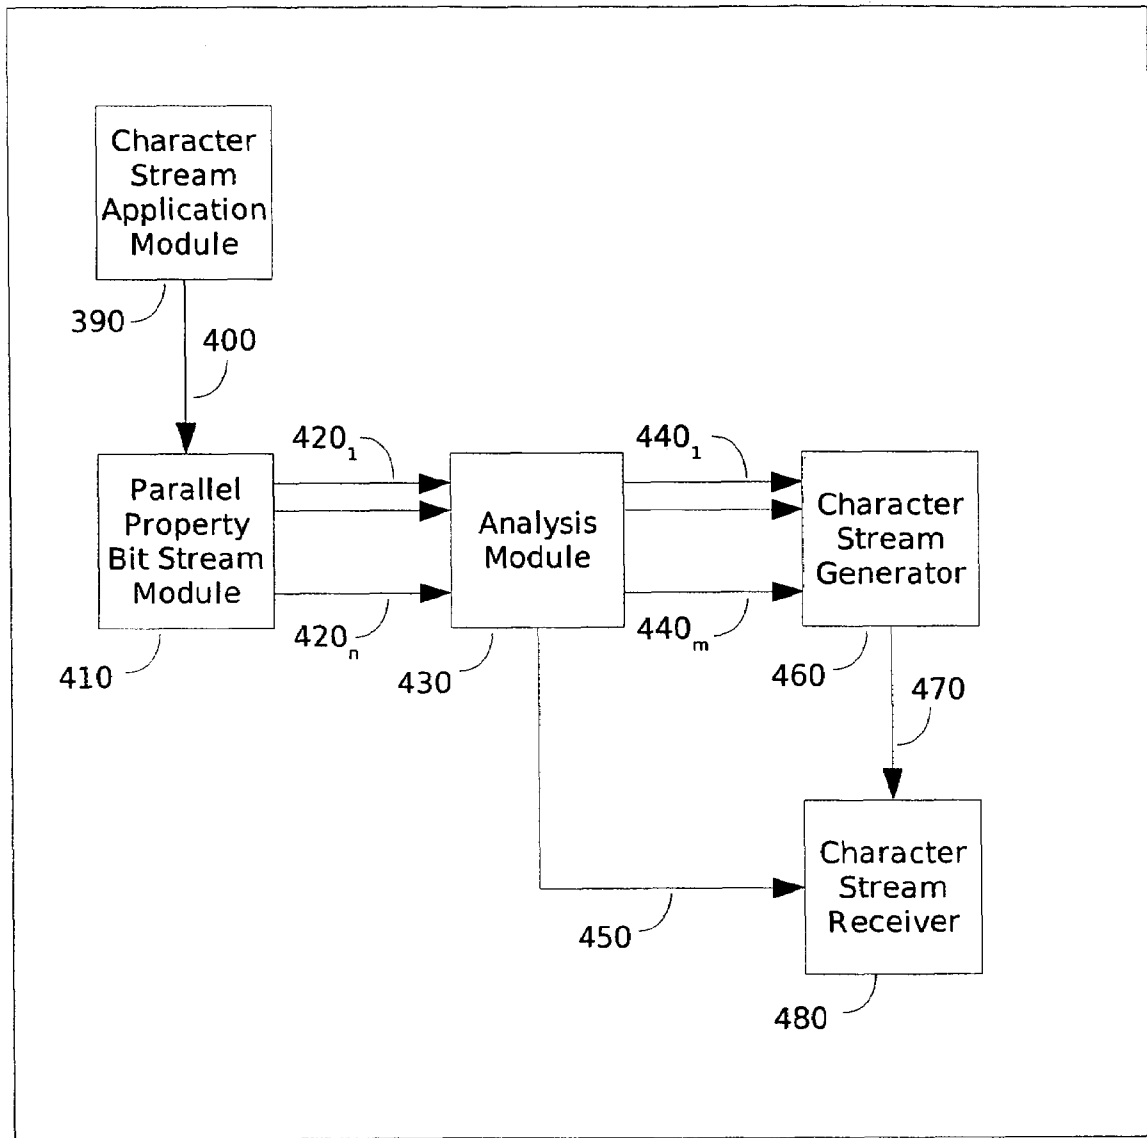 Character
Stream
Application
Module
390
400
420₁
440₁
Parallel
Property
Bit Stream
Module
Analysis
Module
Character
Stream
Generator
420ₙ
440ₘ
410
430
460
470
Character
Stream
Receiver
450
480